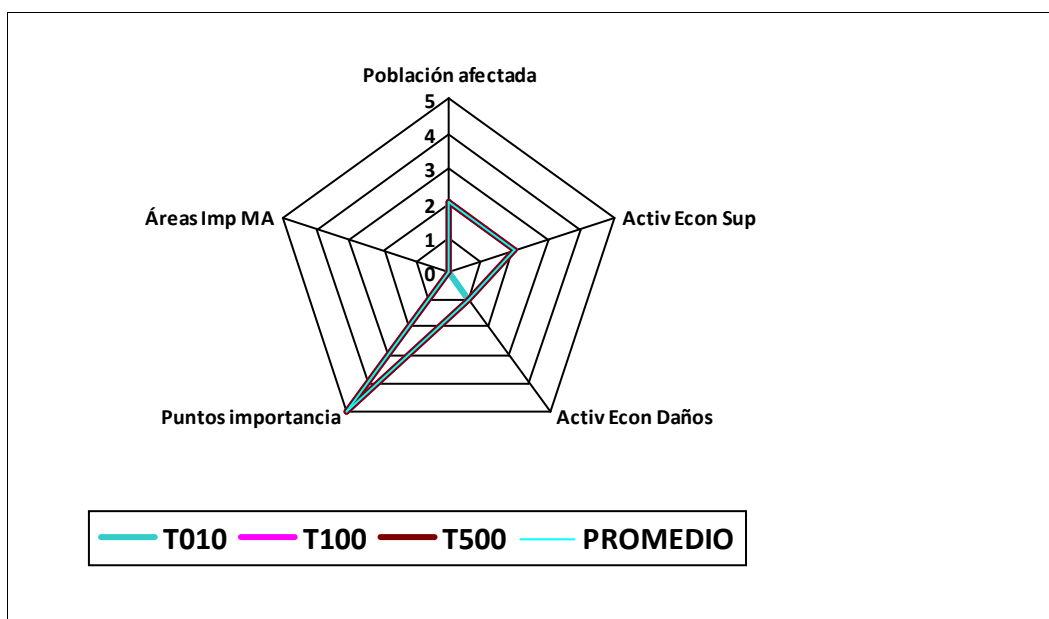 Población afectada
5
4
3
2
1
0
Áreas Imp MA
Activ Econ Sup
Puntos importancia
Activ Econ Daños
T010 T100 T500 PROMEDIO